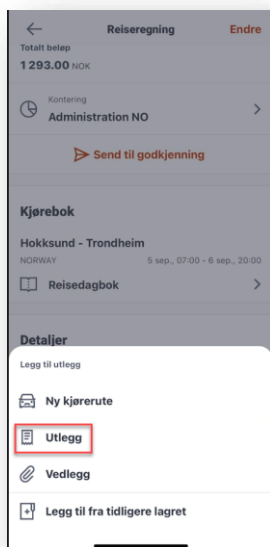 Reiseregning Endre
Totalt beløp
1 293.00 NOK
Kontering
Administration NO
Send til godkjenning
Kjørebok
Hokksund - Trondheim
NORWAY 5 sep., 07:00 - 6 sep., 20:00
Reisedagbok
Detaljer
Legg til utlegg
Ny kjørerute
Utlegg
Vedlegg
Legg til fra tidligere lagret